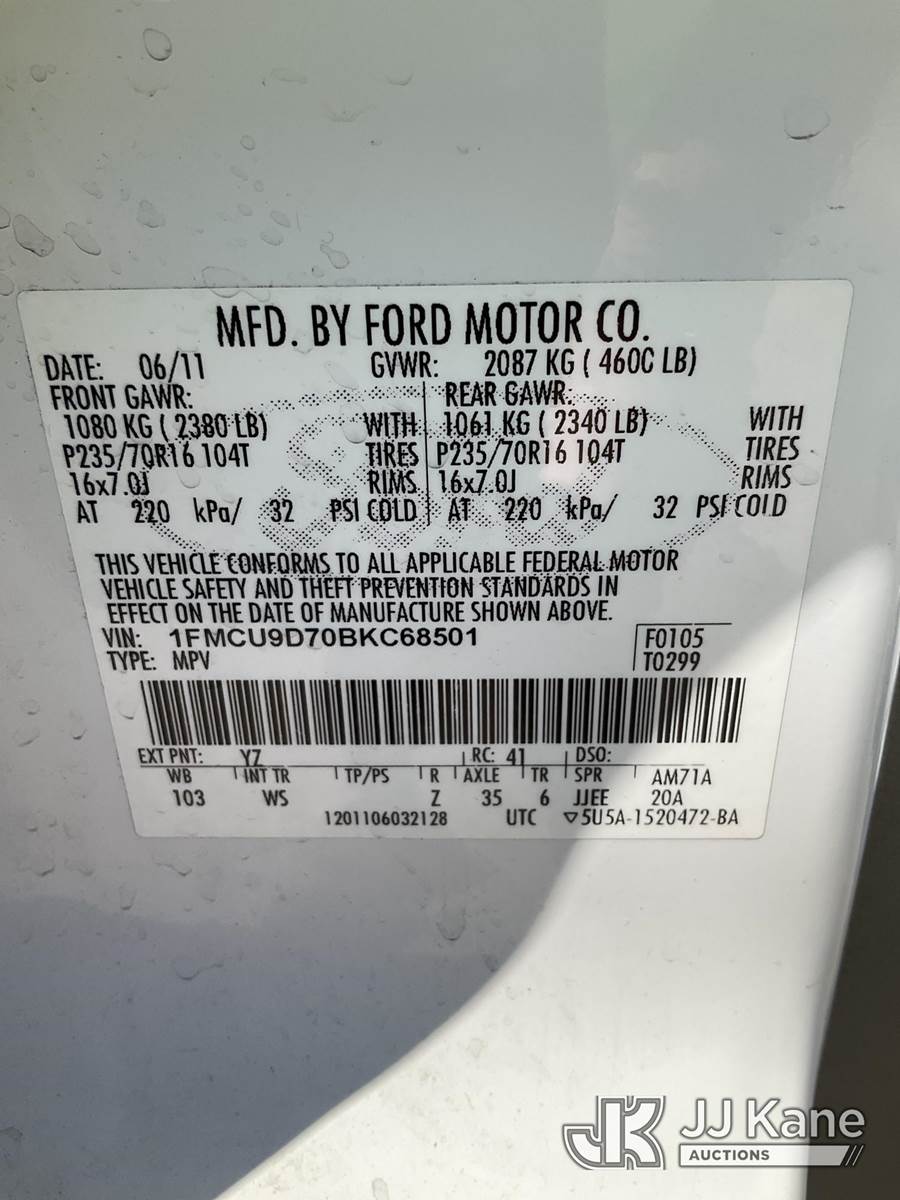 MFD. BY FORD MOTOR CO.
DATE: 06/11 GVWR: 2087 KG ( 4600 LB)
FRONT GAWR: REAR GAWR:
1080 KG ( 2380 LB) WITH 1061 KG ( 2340 LB) WITH
P235/70R16 104T TIRES P235/70R16 104T TIRES
16x7.0J RIMS 16x7.0J RIMS
AT 220 kPa/ 32 PSI COLD AT 220 kPa/ 32 PSI COLD
THIS VEHICLE CONFORMS TO ALL APPLICABLE FEDERAL MOTOR
VEHICLE SAFETY AND THEFT PREVENTION STANDARDS IN
EFFECT ON THE DATE OF MANUFACTURE SHOWN ABOVE.
VIN: 1FMCU9D70BKC68501 F0105
TYPE: MPV T0299
EXT PNT: YZ RC: 41 DSO:
WB INT TR TP/PS R AXLE TR SPR AM71A
103 WS Z 35 6 JJEE 20A
1201106032128 UTC ▽5U5A-1520472-BA
JK JJ Kane
AUCTIONS